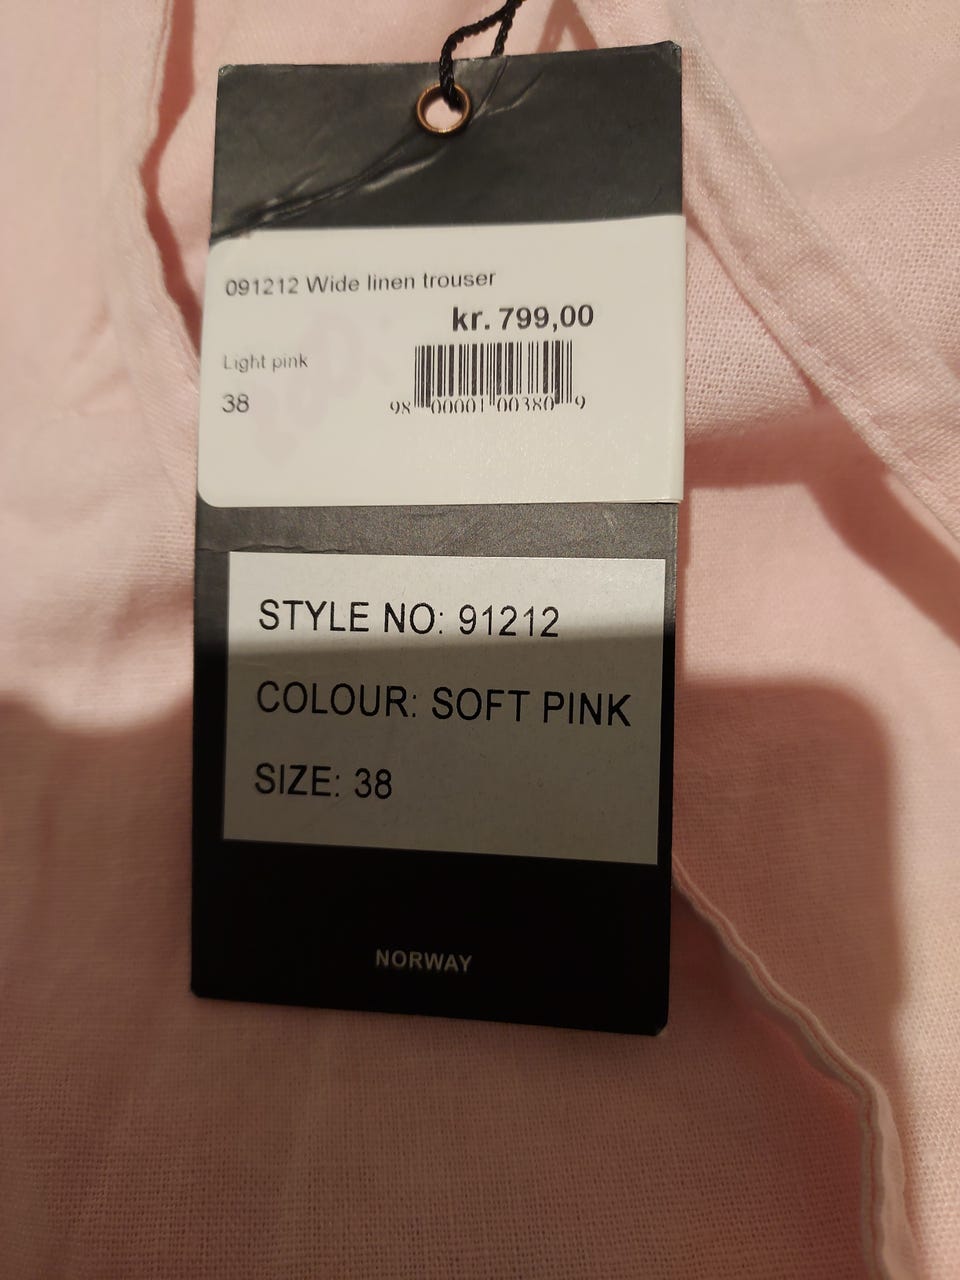 091212 Wide linen trouser
kr. 799,00
Light pink
38
98 00001 00380 9
STYLE NO: 91212
COLOUR: SOFT PINK
SIZE: 38
NORWAY